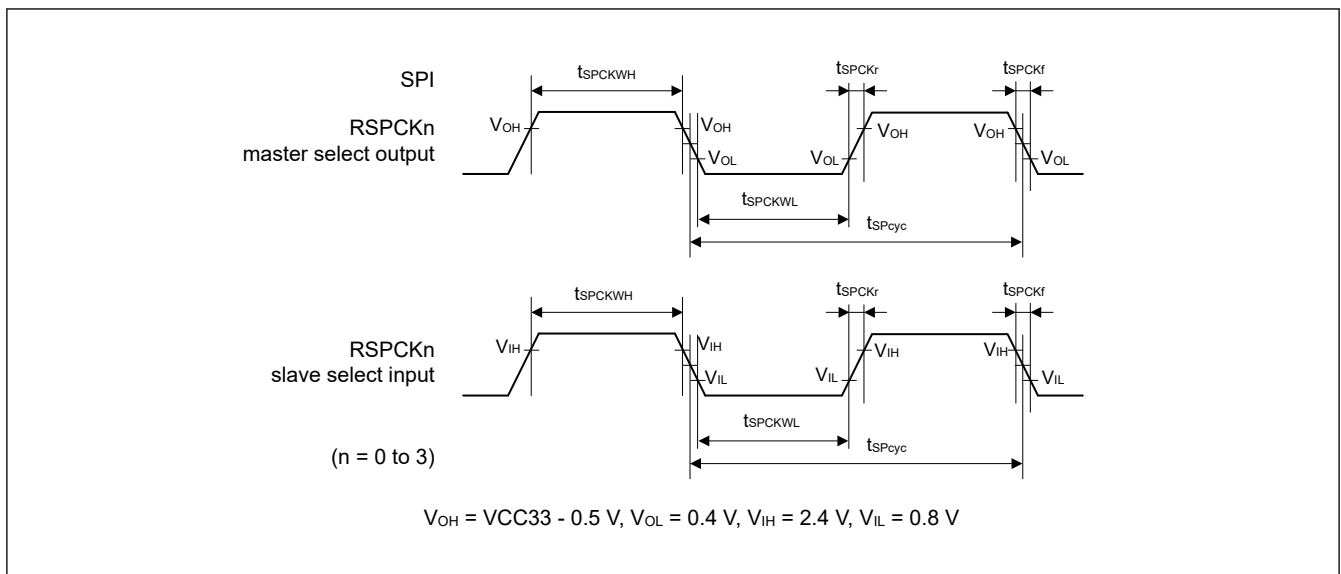 SPI
RSPCKn
master select output
tSPCKWH
tSPCKr
tSPCKf
VOH
VOH
VOL
VOL
VOH
VOH
VOL
tSPCKWL
tSPcyc
RSPCKn
slave select input
tSPCKWH
tSPCKr
tSPCKf
VIH
VIH
VIL
VIL
VIH
VIH
VIL
tSPCKWL
tSPcyc
(n = 0 to 3)
VOH = VCC33 - 0.5 V, VOL = 0.4 V, VIH = 2.4 V, VIL = 0.8 V